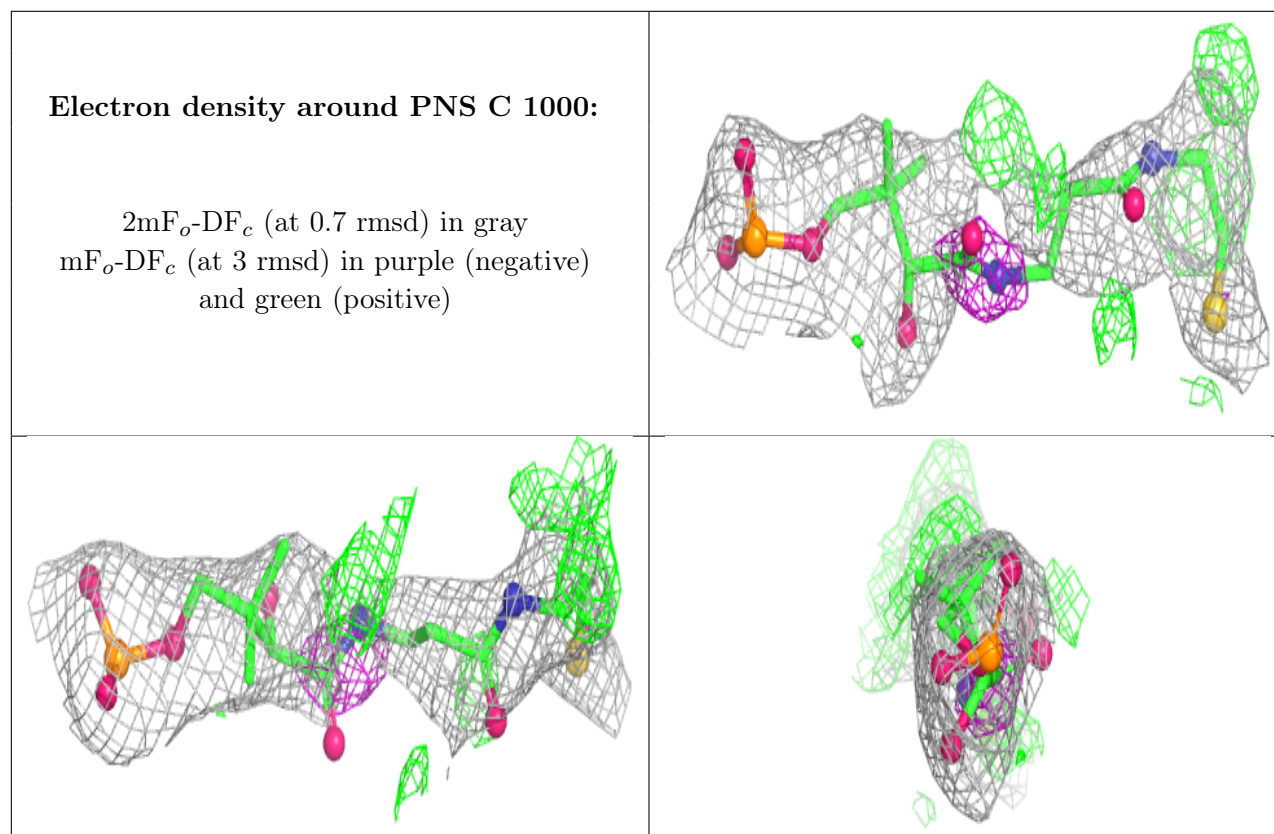 Electron density around PNS C 1000:
2mFo-DFc (at 0.7 rmsd) in gray
mFo-DFc (at 3 rmsd) in purple (negative)
and green (positive)